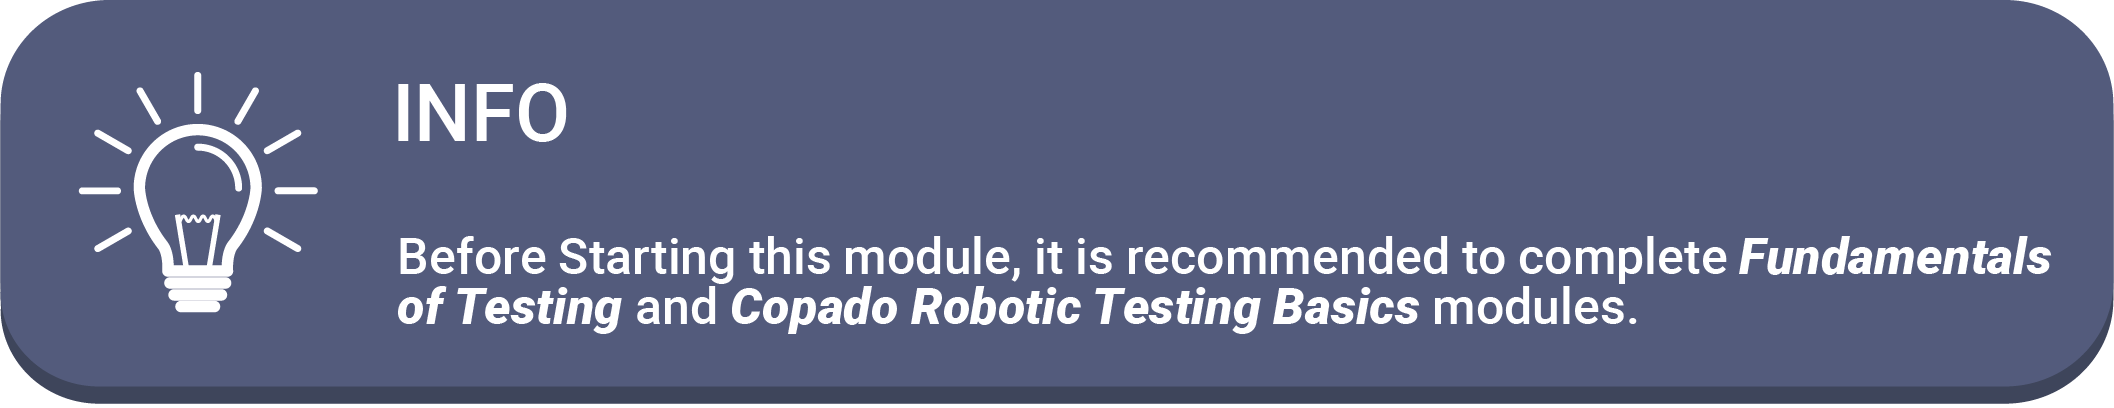 INFO
Before Starting this module, it is recommended to complete Fundamentals
of Testing and Copado Robotic Testing Basics modules.